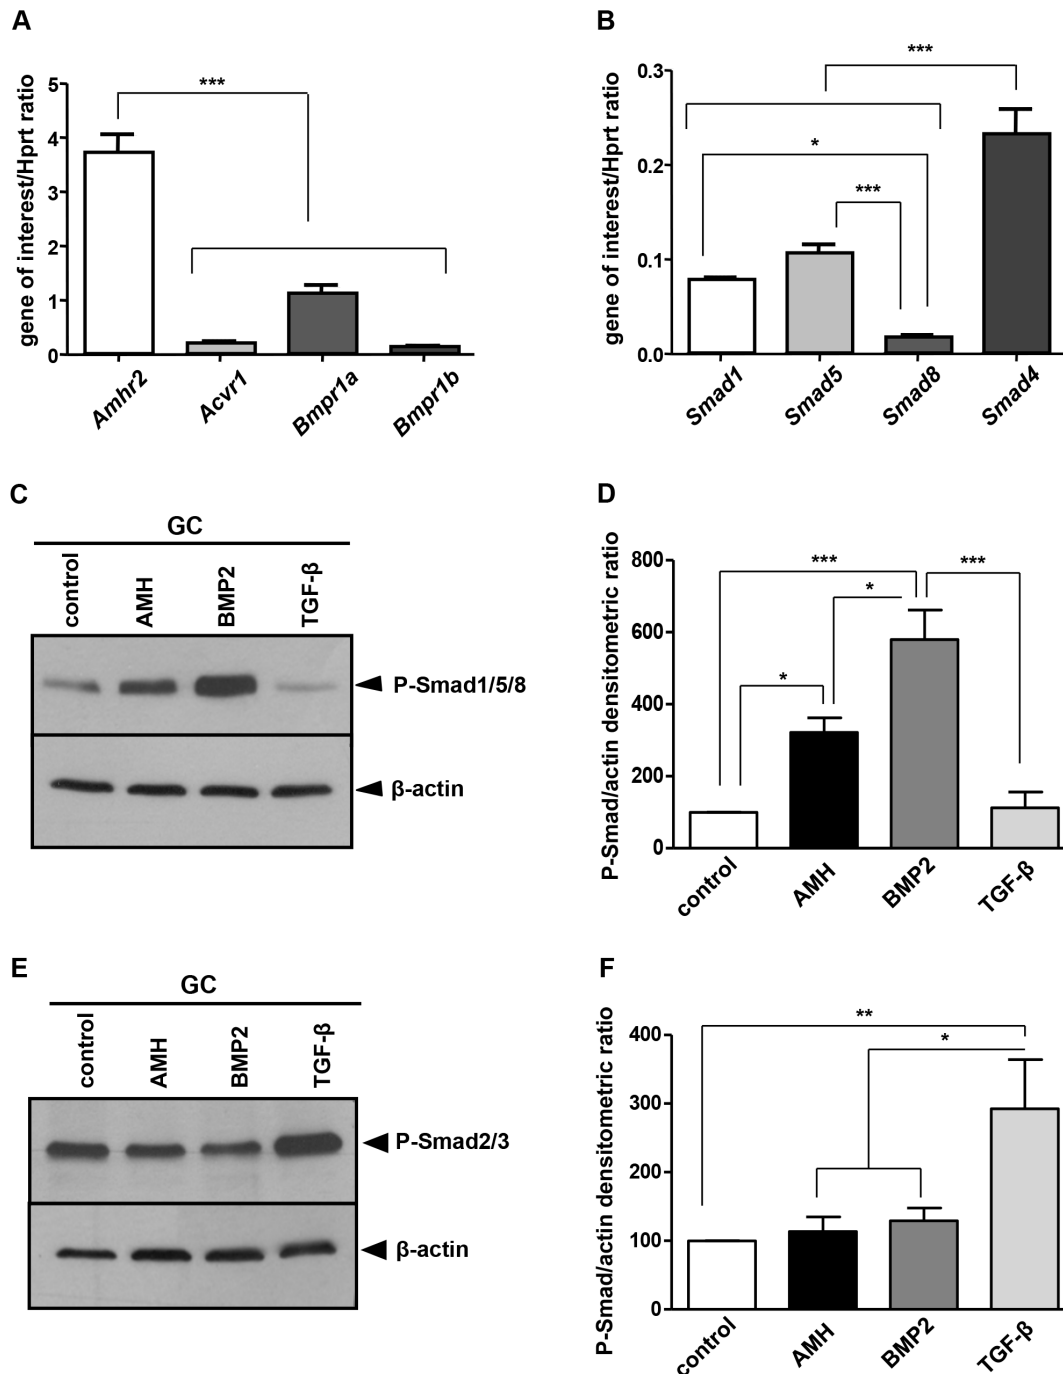 A
gene of interest/Hprt ratio
5
4
3
2
1
0
***
Amhr2
Acvr1
Bmpr1a
Bmpr1b
B
gene of interest/Hprt ratio
0.3
0.2
0.1
0.0
***
*
***
Smad1
Smad5
Smad8
Smad4
C
GC
control
AMH
BMP2
TGF-β
P-Smad1/5/8
β-actin
D
P-Smad/actin densitometric ratio
800
600
400
200
0
***
***
*
*
control
AMH
BMP2
TGF-β
E
GC
control
AMH
BMP2
TGF-β
P-Smad2/3
β-actin
F
P-Smad/actin densitometric ratio
400
300
200
100
0
**
*
control
AMH
BMP2
TGF-β